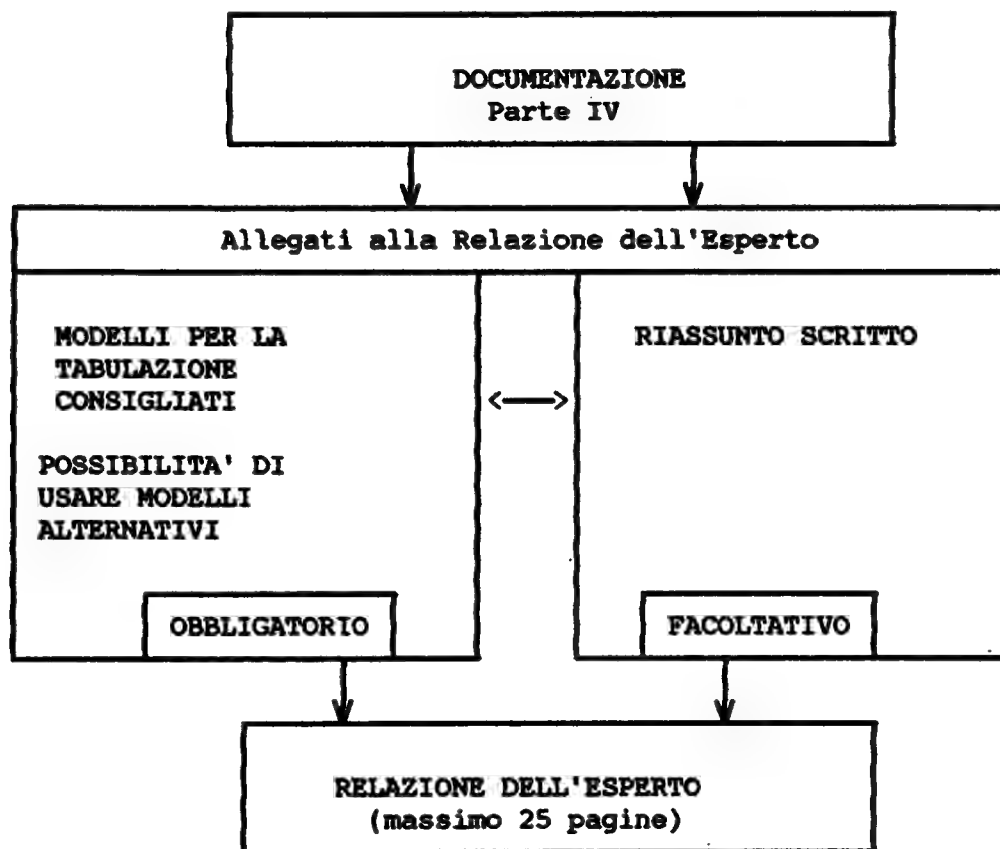 DOCUMENTAZIONE
Parte IV
Allegati alla Relazione dell'Esperto
MODELLI PER LA
TABULAZIONE
CONSIGLIATI
POSSIBILITA' DI
USARE MODELLI
ALTERNATIVI
OBBLIGATORIO
RIASSUNTO SCRITTO
FACOLTATIVO
RELAZIONE DELL'ESPERTO
(massimo 25 pagine)